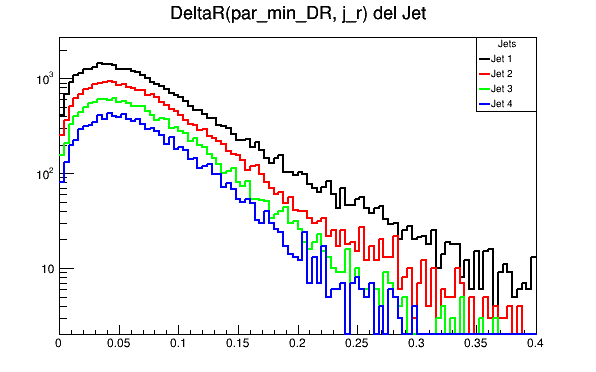 DeltaR(par_min_DR, j_r) del Jet
Jets
Jet 1
Jet 2
Jet 3
Jet 4
10³
10²
10
0 0.05 0.1 0.15 0.2 0.25 0.3 0.35 0.4